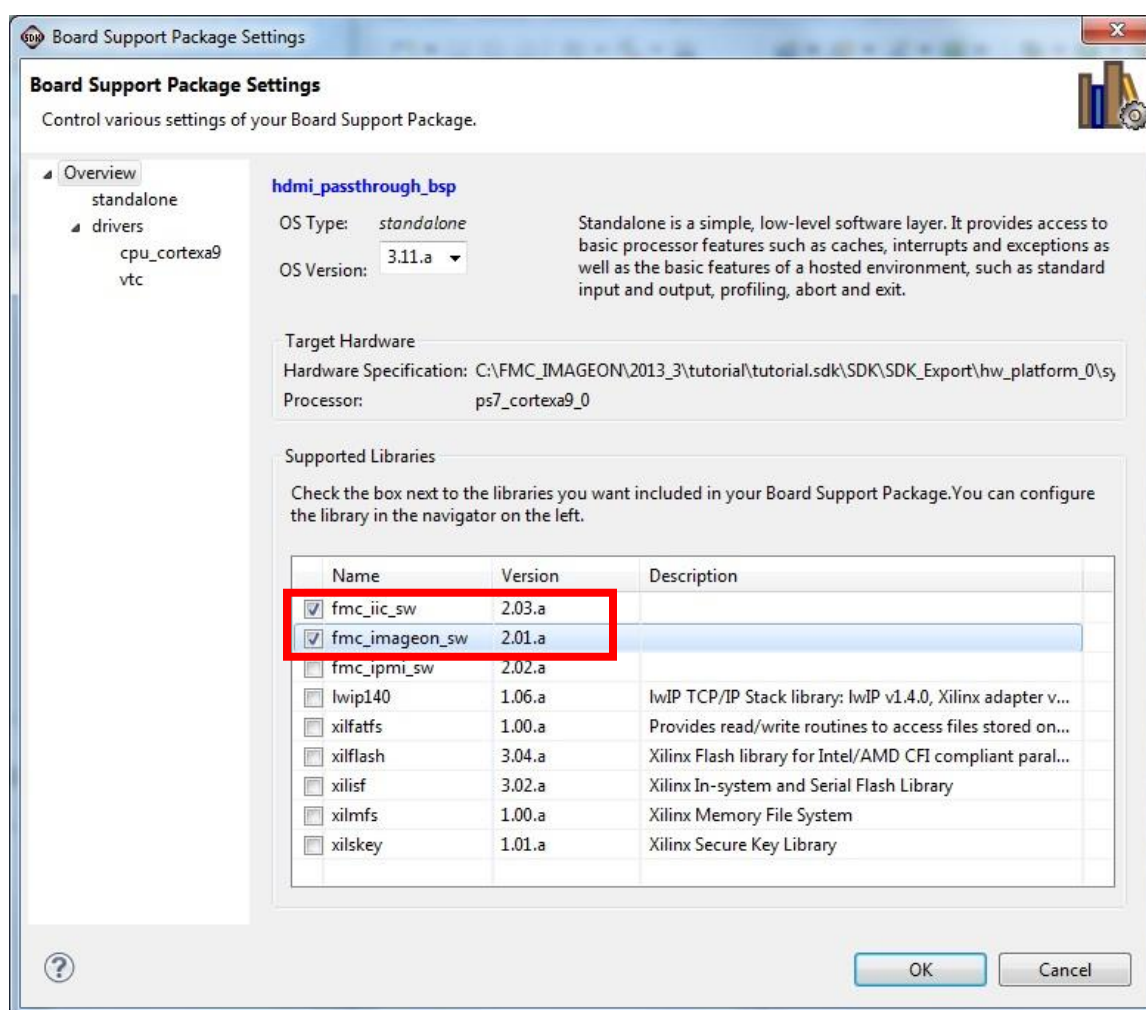 SDK Board Support Package Settings
Board Support Package Settings
Control various settings of your Board Support Package.
Overview
standalone
drivers
cpu_cortexa9
vtc
hdmi_passthrough_bsp
OS Type: standalone
OS Version: 3.11.a
Standalone is a simple, low-level software layer. It provides access to
basic processor features such as caches, interrupts and exceptions as
well as the basic features of a hosted environment, such as standard
input and output, profiling, abort and exit.
Target Hardware
Hardware Specification: C:\FMC_IMAGEON\2013_3\tutorial\tutorial.sdk\SDK\SDK_Export\hw_platform_0\sy
Processor: ps7_cortexa9_0
Supported Libraries
Check the box next to the libraries you want included in your Board Support Package.You can configure
the library in the navigator on the left.
Name Version Description
fmc_iic_sw 2.03.a
fmc_imageon_sw 2.01.a
fmc_ipmi_sw 2.02.a
lwip140 1.06.a lwIP TCP/IP Stack library: lwIP v1.4.0, Xilinx adapter v...
xilfatfs 1.00.a Provides read/write routines to access files stored on...
xilflash 3.04.a Xilinx Flash library for Intel/AMD CFI compliant paral...
xilisf 3.02.a Xilinx In-system and Serial Flash Library
xilmfs 1.00.a Xilinx Memory File System
xilskey 1.01.a Xilinx Secure Key Library
? OK Cancel